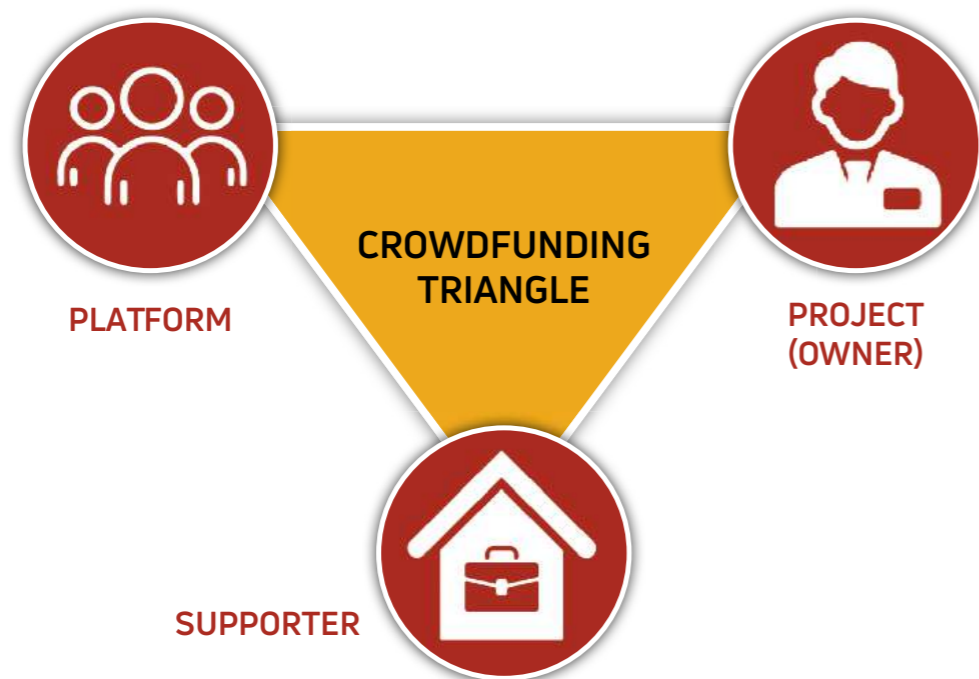 CROWDFUNDING
TRIANGLE
PLATFORM
PROJECT
(OWNER)
SUPPORTER